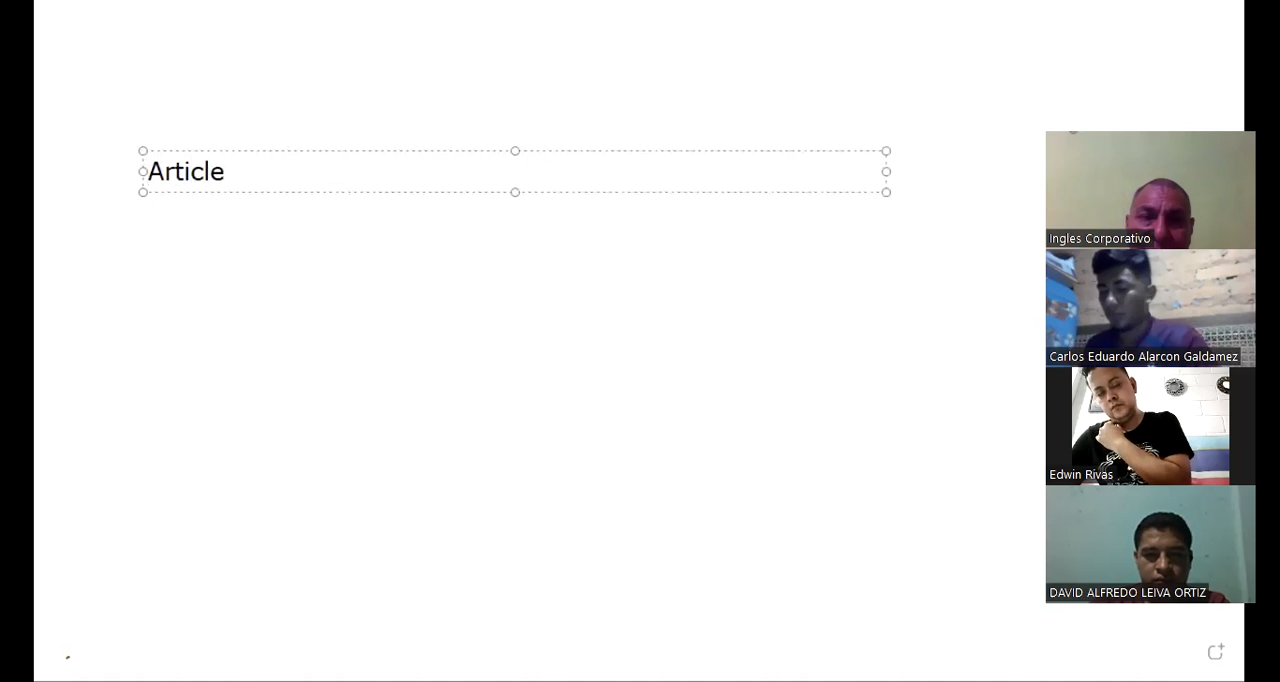 Article
Ingles Corporativo
Carlos Eduardo Alarcon Galdamez
Edwin Rivas
DAVID ALFREDO LEIVA ORTIZ